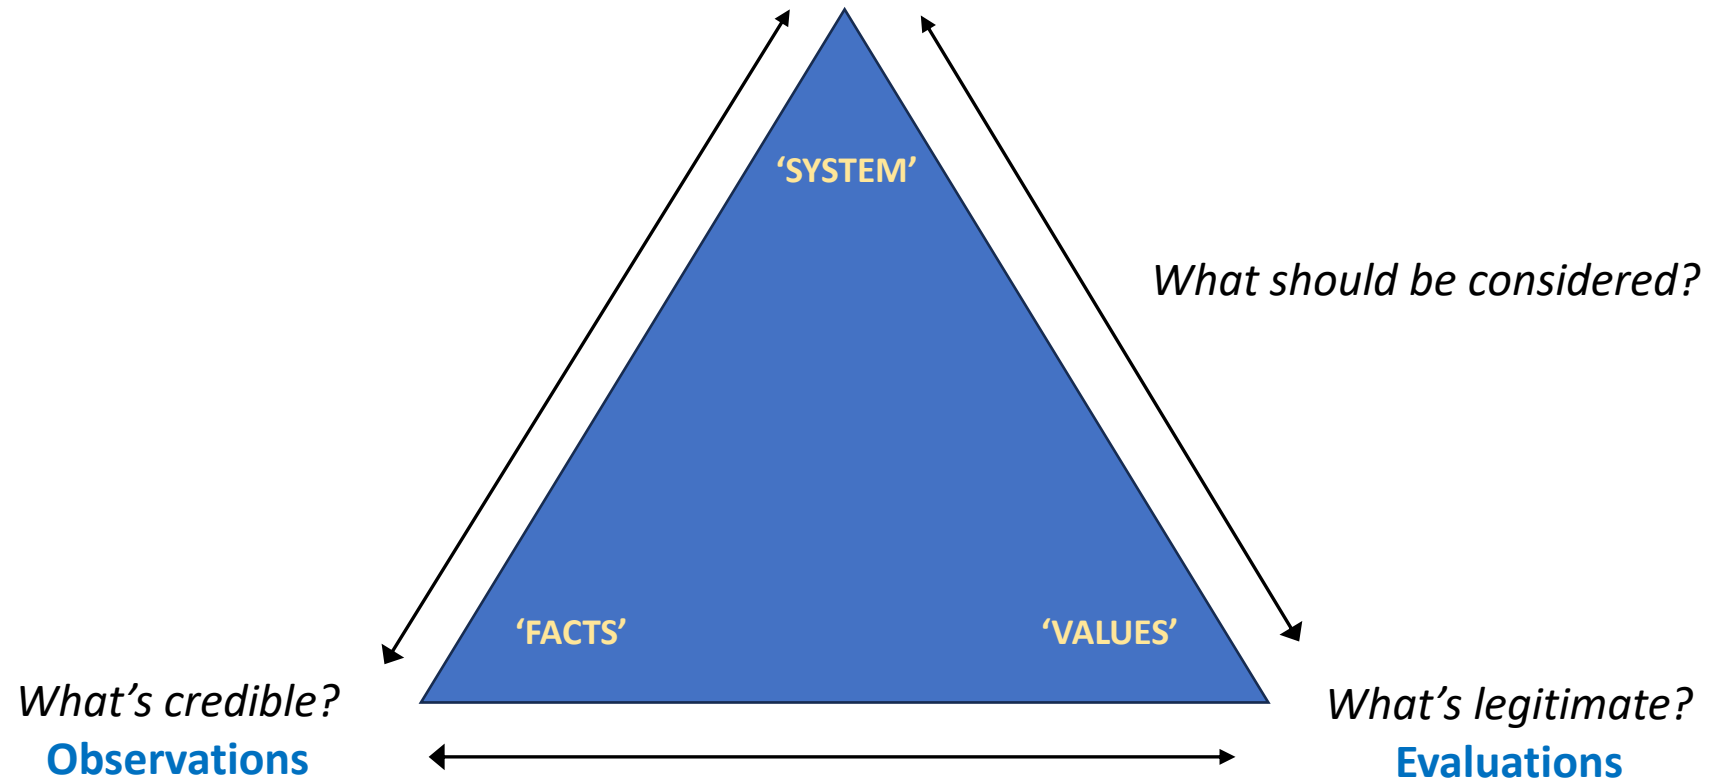 ‘SYSTEM’
What should be considered?
‘FACTS’
‘VALUES’
What’s credible?
Observations
What’s legitimate?
Evaluations